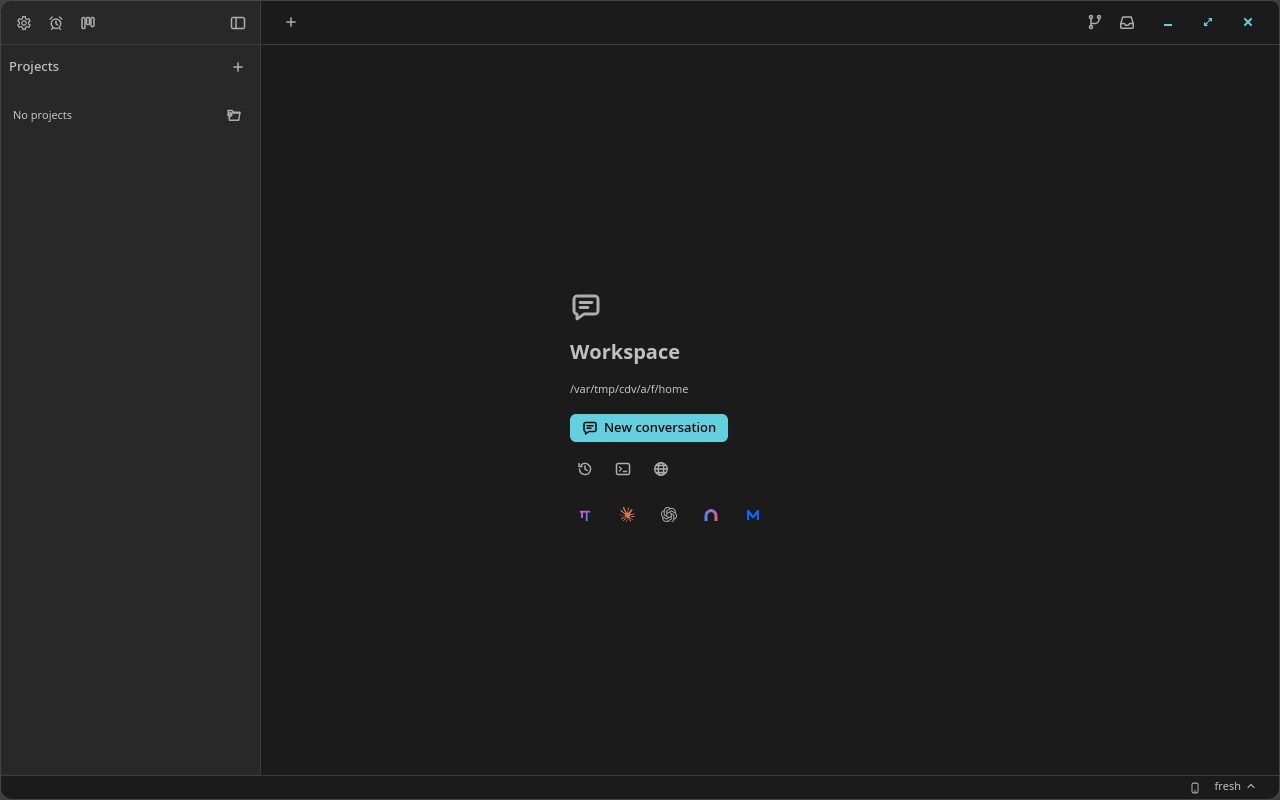 Projects
No projects
Workspace
/var/tmp/cdv/a/f/home
New conversation
fresh